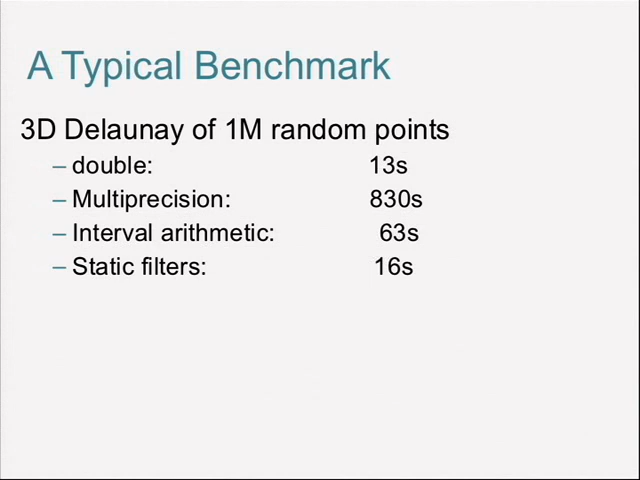 A Typical Benchmark
3D Delaunay of 1M random points
– double: 13s
– Multiprecision: 830s
– Interval arithmetic: 63s
– Static filters: 16s